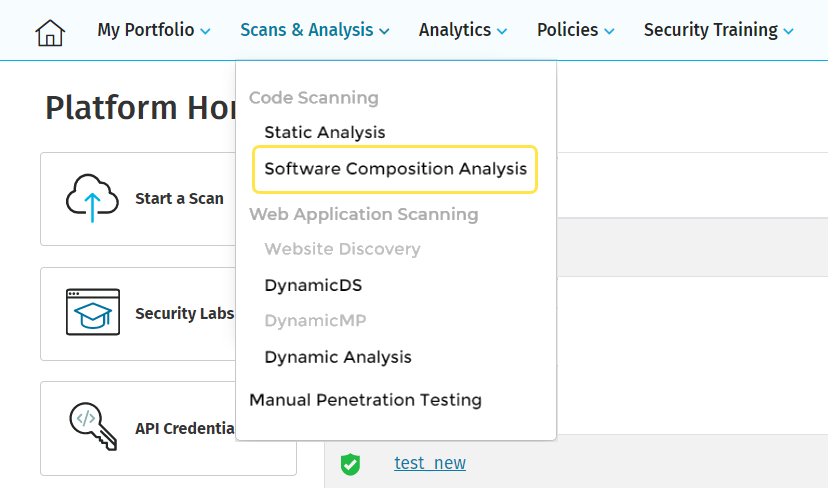 My Portfolio
Scans & Analysis
Analytics
Policies
Security Training
Platform Ho
Code Scanning
Static Analysis
Software Composition Analysis
Web Application Scanning
Website Discovery
DynamicDS
DynamicMP
Dynamic Analysis
Manual Penetration Testing
Start a Scan
</>
Security Labs
API Credentia
test_new